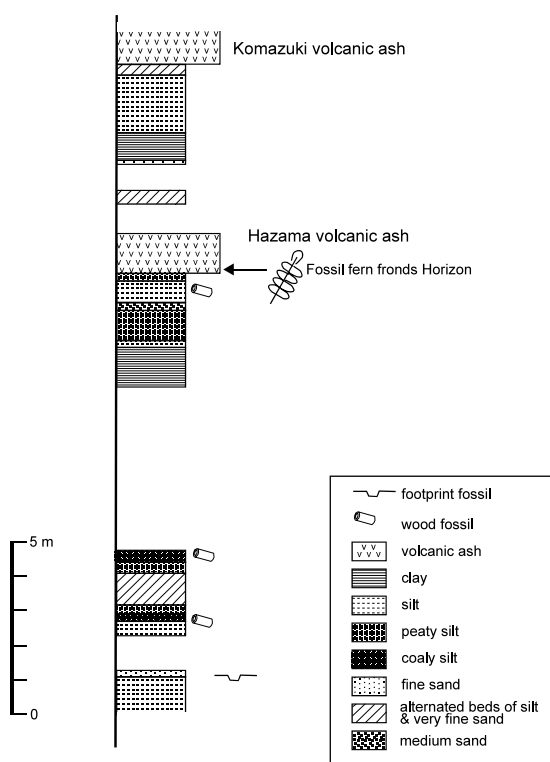 Komazuki volcanic ash
Hazama volcanic ash
Fossil fern fronds Horizon
5 m
0
footprint fossil
wood fossil
volcanic ash
clay
silt
peaty silt
coaly silt
fine sand
alternated beds of silt
& very fine sand
medium sand